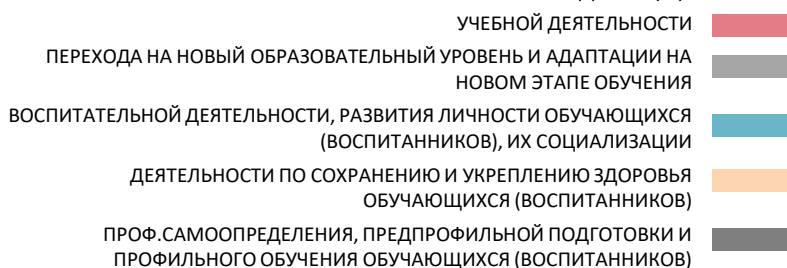 УЧЕБНОЙ ДЕЯТЕЛЬНОСТИ
ПЕРЕХОДА НА НОВЫЙ ОБРАЗОВАТЕЛЬНЫЙ УРОВЕНЬ И АДАПТАЦИИ НА
НОВОМ ЭТАПЕ ОБУЧЕНИЯ
ВОСПИТАТЕЛЬНОЙ ДЕЯТЕЛЬНОСТИ, РАЗВИТИЯ ЛИЧНОСТИ ОБУЧАЮЩИХСЯ
(ВОСПИТАННИКОВ), ИХ СОЦИАЛИЗАЦИИ
ДЕЯТЕЛЬНОСТИ ПО СОХРАНЕНИЮ И УКРЕПЛЕНИЮ ЗДОРОВЬЯ
ОБУЧАЮЩИХСЯ (ВОСПИТАННИКОВ)
ПРОФ.САМООПРЕДЕЛЕНИЯ, ПРЕДПРОФИЛЬНОЙ ПОДГОТОВКИ И
ПРОФИЛЬНОГО ОБУЧЕНИЯ ОБУЧАЮЩИХСЯ (ВОСПИТАННИКОВ)